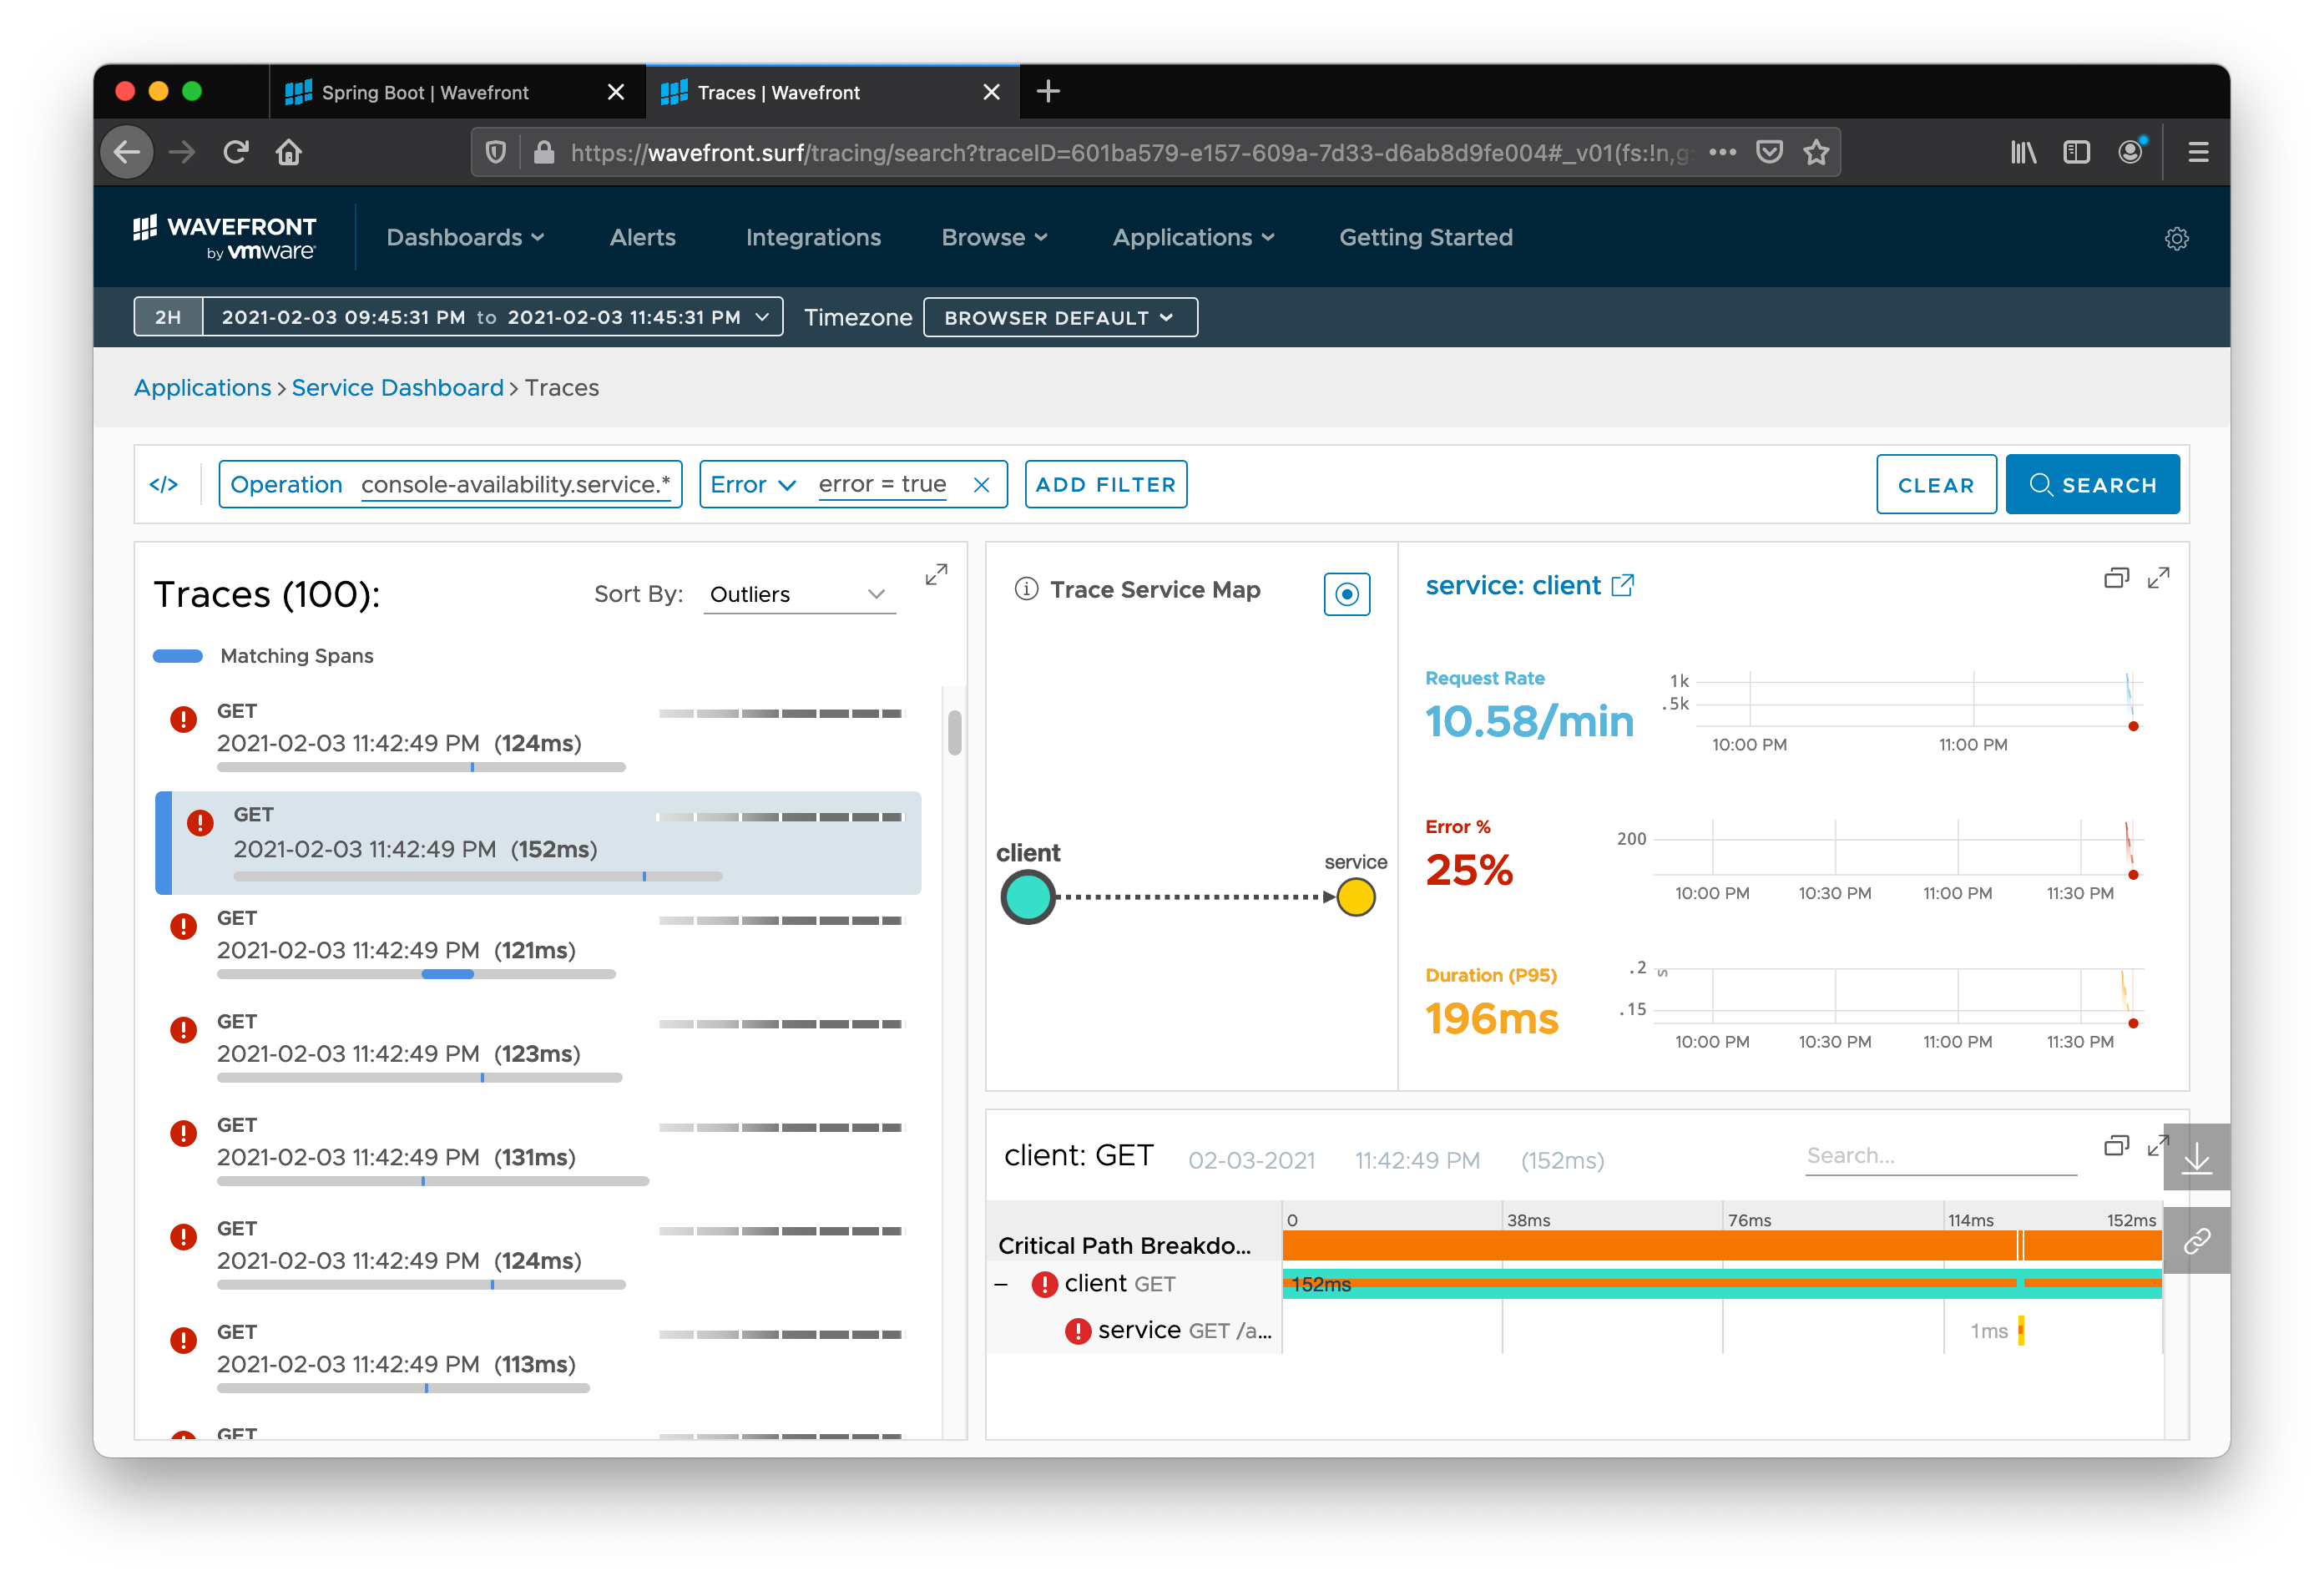 Spring Boot | Wavefront
Traces | Wavefront
https://wavefront.surf/tracing/search?traceID=601ba579-e157-609a-7d33-d6ab8d9fe004#_v01(fs:!n,g:
WAVEFRONT
by vmware
Dashboards
Alerts
Integrations
Browse
Applications
Getting Started
2H
2021-02-03 09:45:31 PM to 2021-02-03 11:45:31 PM
Timezone
BROWSER DEFAULT
Applications > Service Dashboard > Traces
</>
Operation console-availability.service.*
Error error = true
ADD FILTER
CLEAR
SEARCH
Traces (100):
Sort By: Outliers
Matching Spans
GET
2021-02-03 11:42:49 PM (124ms)
GET
2021-02-03 11:42:49 PM (152ms)
GET
2021-02-03 11:42:49 PM (121ms)
GET
2021-02-03 11:42:49 PM (123ms)
GET
2021-02-03 11:42:49 PM (131ms)
GET
2021-02-03 11:42:49 PM (124ms)
GET
2021-02-03 11:42:49 PM (113ms)
GET
Trace Service Map
client
service
service: client
Request Rate
10.58/min
1k
.5k
10:00 PM 11:00 PM
Error %
25%
200
10:00 PM 10:30 PM 11:00 PM 11:30 PM
Duration (P95)
196ms
.2 s
.15
10:00 PM 10:30 PM 11:00 PM 11:30 PM
client: GET 02-03-2021 11:42:49 PM (152ms)
Search...
0 38ms 76ms 114ms 152ms
Critical Path Breakdo...
client GET
152ms
service GET /a...
1ms